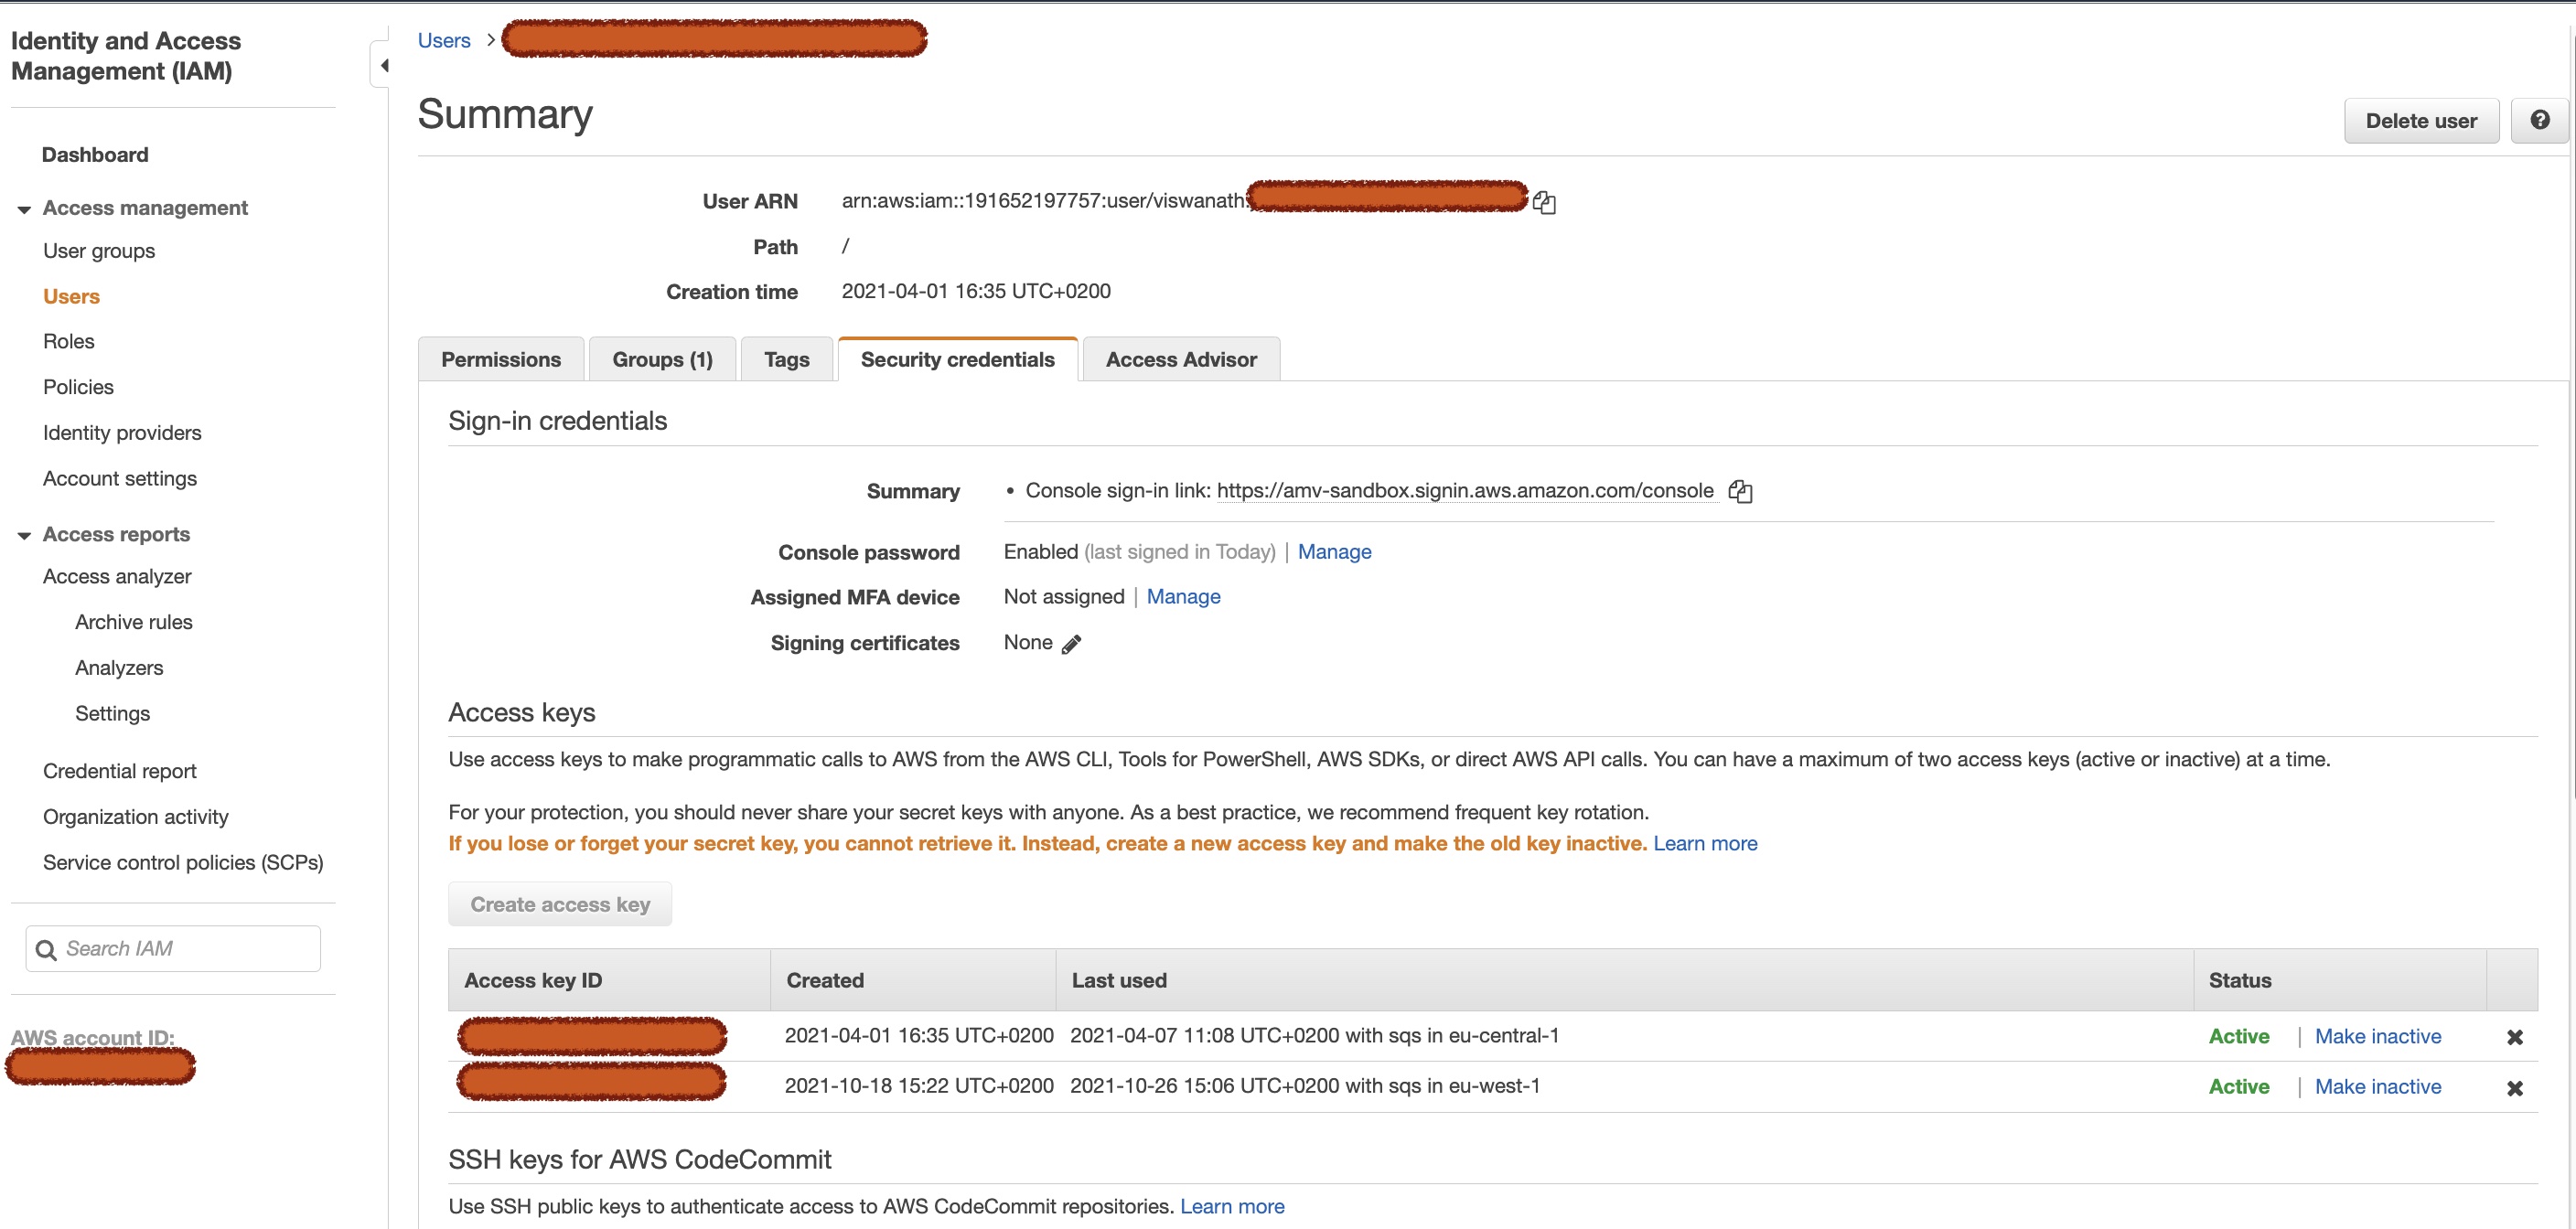 Identity and Access
Management (IAM)
Dashboard
Access management
User groups
Users
Roles
Policies
Identity providers
Account settings
Access reports
Access analyzer
Archive rules
Analyzers
Settings
Credential report
Organization activity
Service control policies (SCPs)
Search IAM
AWS account ID:
Users >
Summary
Delete user
User ARN arn:aws:iam::191652197757:user/viswanath
Path /
Creation time 2021-04-01 16:35 UTC+0200
Permissions Groups (1) Tags Security credentials Access Advisor
Sign-in credentials
Summary • Console sign-in link: https://amv-sandbox.signin.aws.amazon.com/console
Console password Enabled (last signed in Today) | Manage
Assigned MFA device Not assigned | Manage
Signing certificates None
Access keys
Use access keys to make programmatic calls to AWS from the AWS CLI, Tools for PowerShell, AWS SDKs, or direct AWS API calls. You can have a maximum of two access keys (active or inactive) at a time.
For your protection, you should never share your secret keys with anyone. As a best practice, we recommend frequent key rotation.
If you lose or forget your secret key, you cannot retrieve it. Instead, create a new access key and make the old key inactive. Learn more
Create access key
Access key ID Created Last used Status
2021-04-01 16:35 UTC+0200 2021-04-07 11:08 UTC+0200 with sqs in eu-central-1 Active | Make inactive
2021-10-18 15:22 UTC+0200 2021-10-26 15:06 UTC+0200 with sqs in eu-west-1 Active | Make inactive
SSH keys for AWS CodeCommit
Use SSH public keys to authenticate access to AWS CodeCommit repositories. Learn more